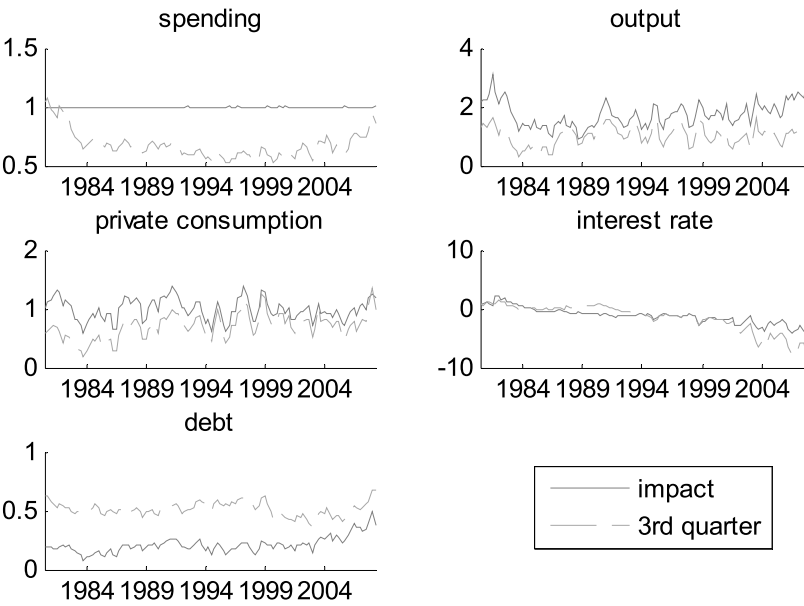 spending
1.5
1
0.5
1984 1989 1994 1999 2004
output
4
2
0
1984 1989 1994 1999 2004
private consumption
2
1
0
1984 1989 1994 1999 2004
interest rate
10
0
-10
1984 1989 1994 1999 2004
debt
1
0.5
0
1984 1989 1994 1999 2004
impact
3rd quarter